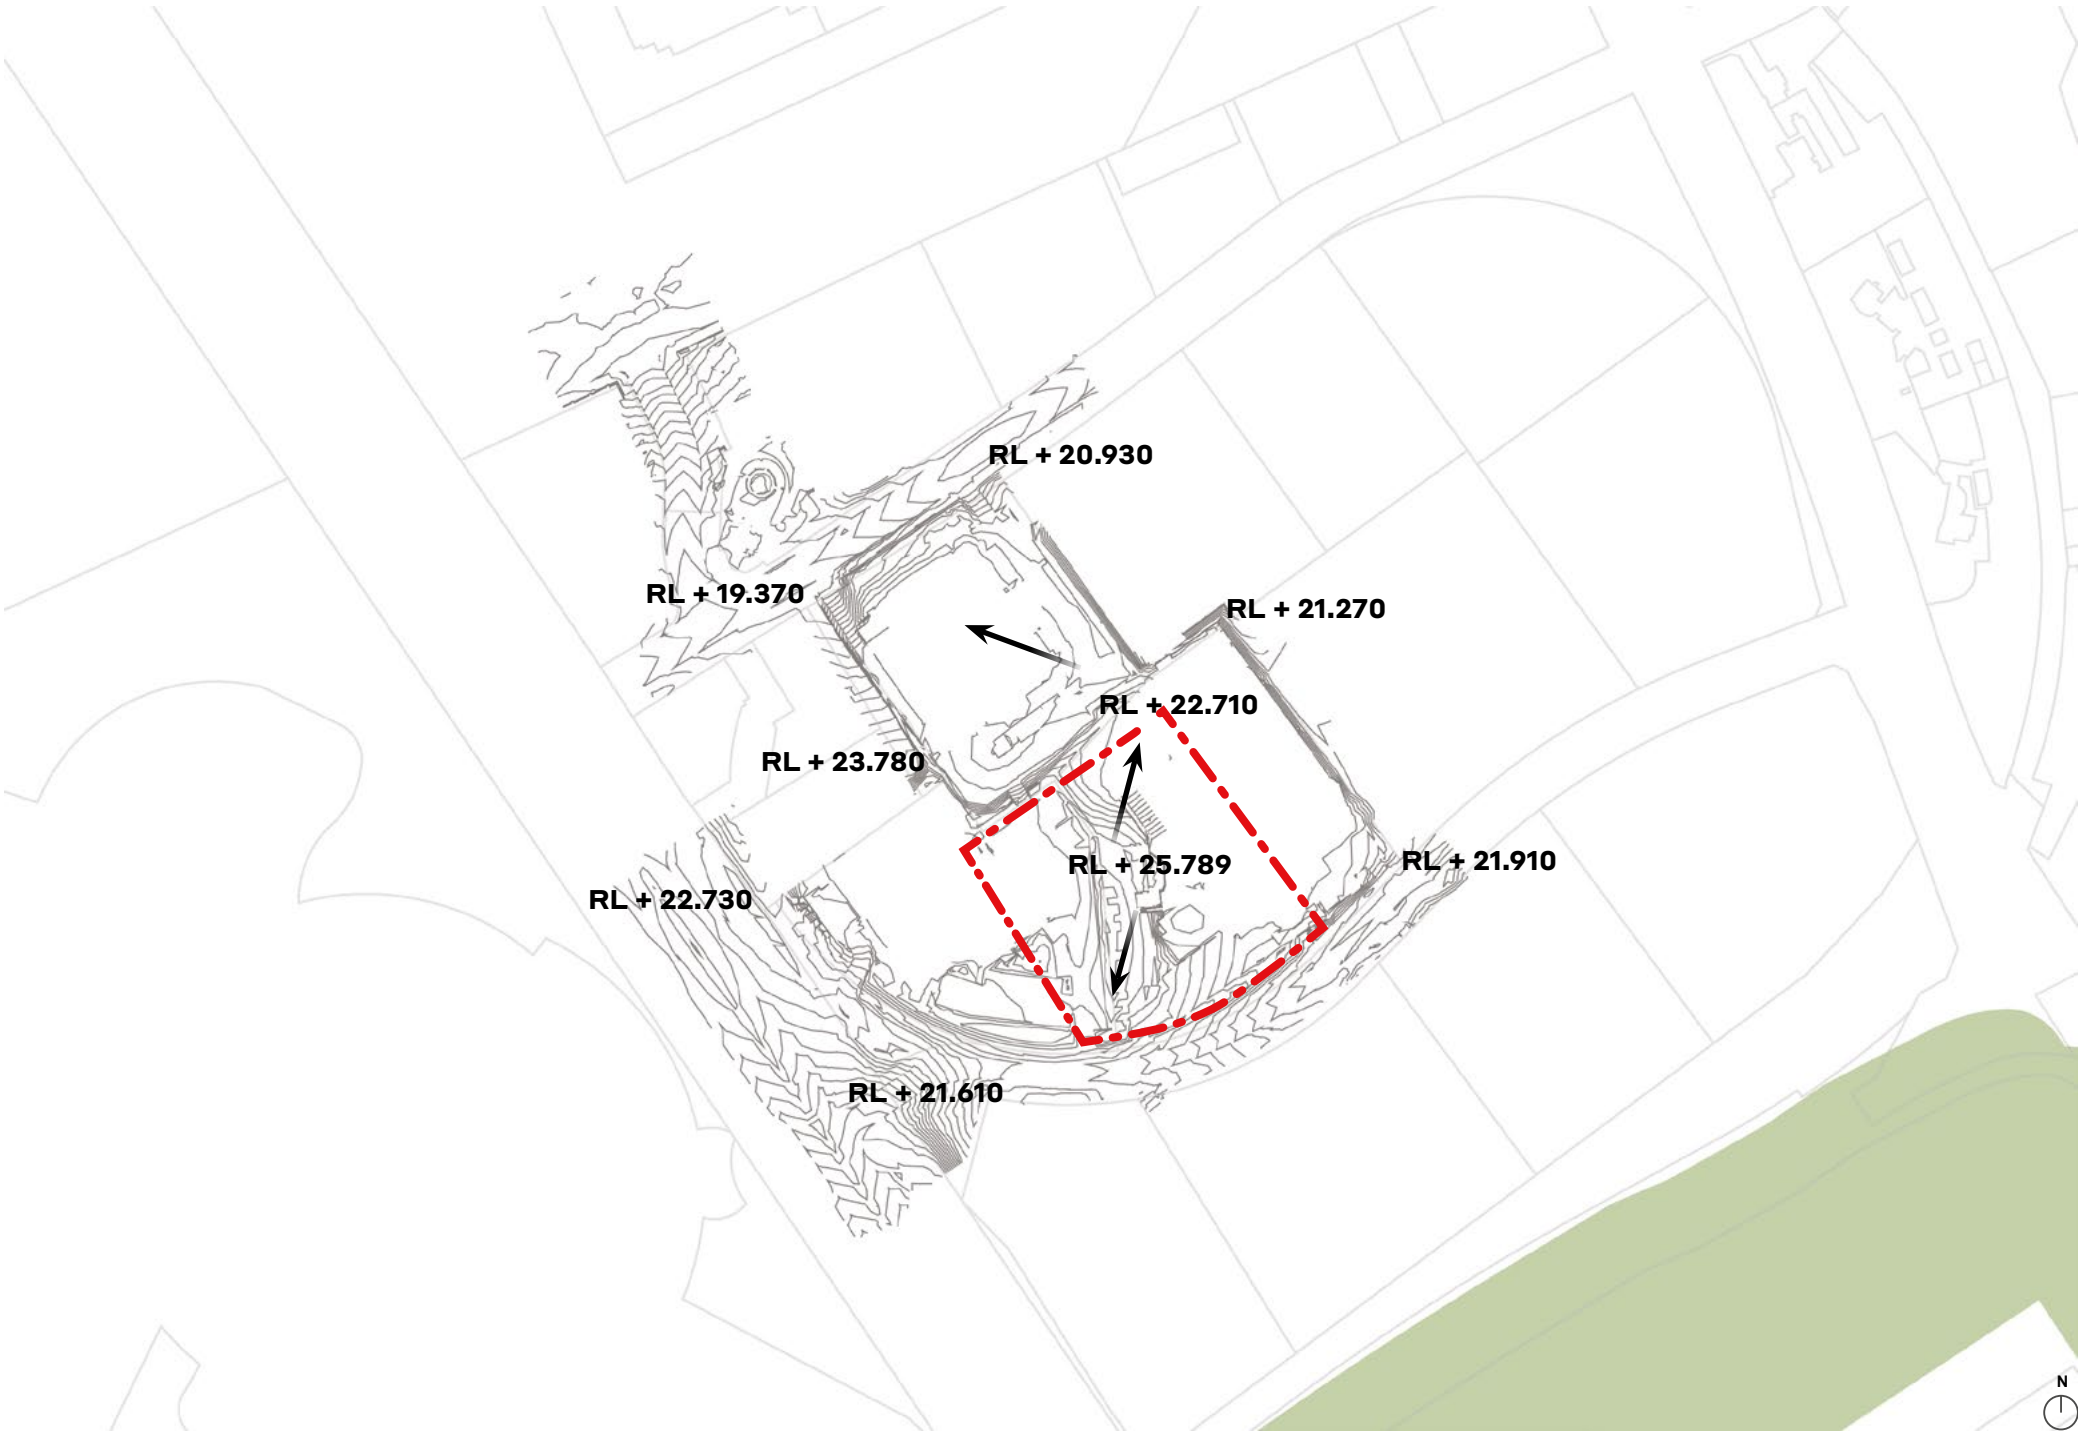 RL + 20.930
RL + 19.370
RL + 21.270
RL + 22.710
RL + 23.780
RL + 25.789
RL + 21.910
RL + 22.730
RL + 21.610
N